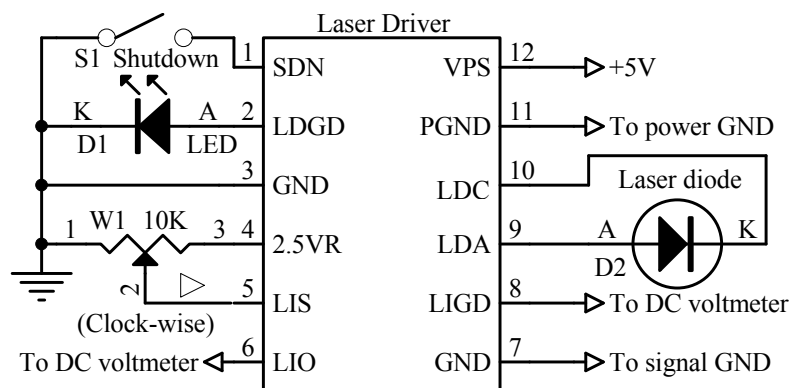 Laser Driver
S1 Shutdown 1 SDN VPS 12 +5V
K A 2 LDGD PGND 11 To power GND
D1 LED
3 GND LDC 10 Laser diode
1 W1 10K 3 4 2.5VR LDA 9 A K
D2
2 5 LIS LIGD 8 To DC voltmeter
(Clock-wise)
To DC voltmeter 6 LIO GND 7 To signal GND